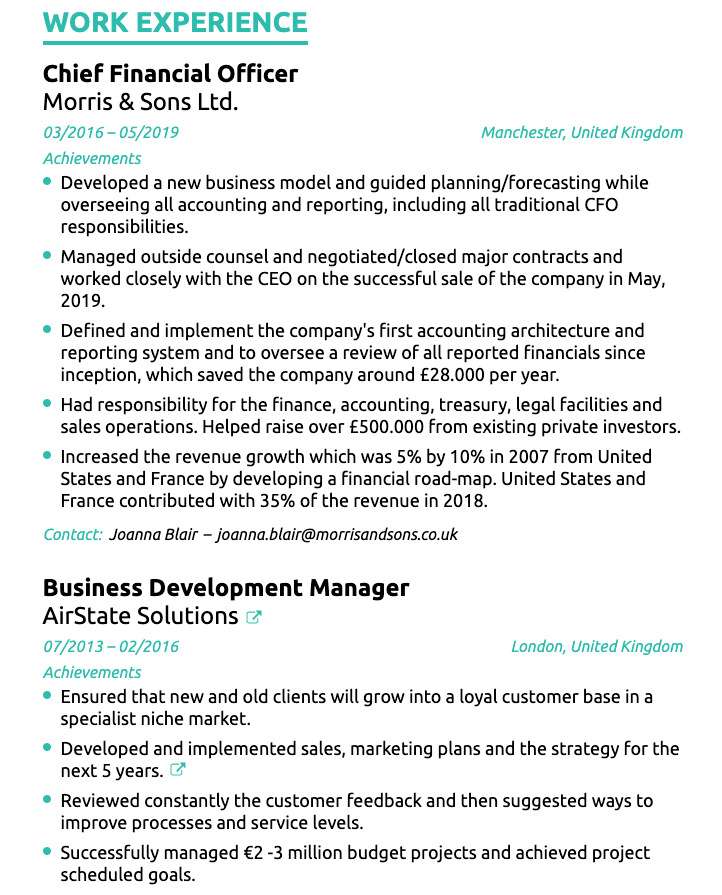 WORK EXPERIENCE
Chief Financial Officer
Morris & Sons Ltd.
03/2016 – 05/2019 Manchester, United Kingdom
Achievements
Developed a new business model and guided planning/forecasting while
overseeing all accounting and reporting, including all traditional CFO
responsibilities.
Managed outside counsel and negotiated/closed major contracts and
worked closely with the CEO on the successful sale of the company in May,
2019.
Defined and implement the company's first accounting architecture and
reporting system and to oversee a review of all reported financials since
inception, which saved the company around £28.000 per year.
Had responsibility for the finance, accounting, treasury, legal facilities and
sales operations. Helped raise over £500.000 from existing private investors.
Increased the revenue growth which was 5% by 10% in 2007 from United
States and France by developing a financial road-map. United States and
France contributed with 35% of the revenue in 2018.
Contact: Joanna Blair – joanna.blair@morrisandsons.co.uk
Business Development Manager
AirState Solutions
07/2013 – 02/2016 London, United Kingdom
Achievements
Ensured that new and old clients will grow into a loyal customer base in a
specialist niche market.
Developed and implemented sales, marketing plans and the strategy for the
next 5 years.
Reviewed constantly the customer feedback and then suggested ways to
improve processes and service levels.
Successfully managed €2 -3 million budget projects and achieved project
scheduled goals.